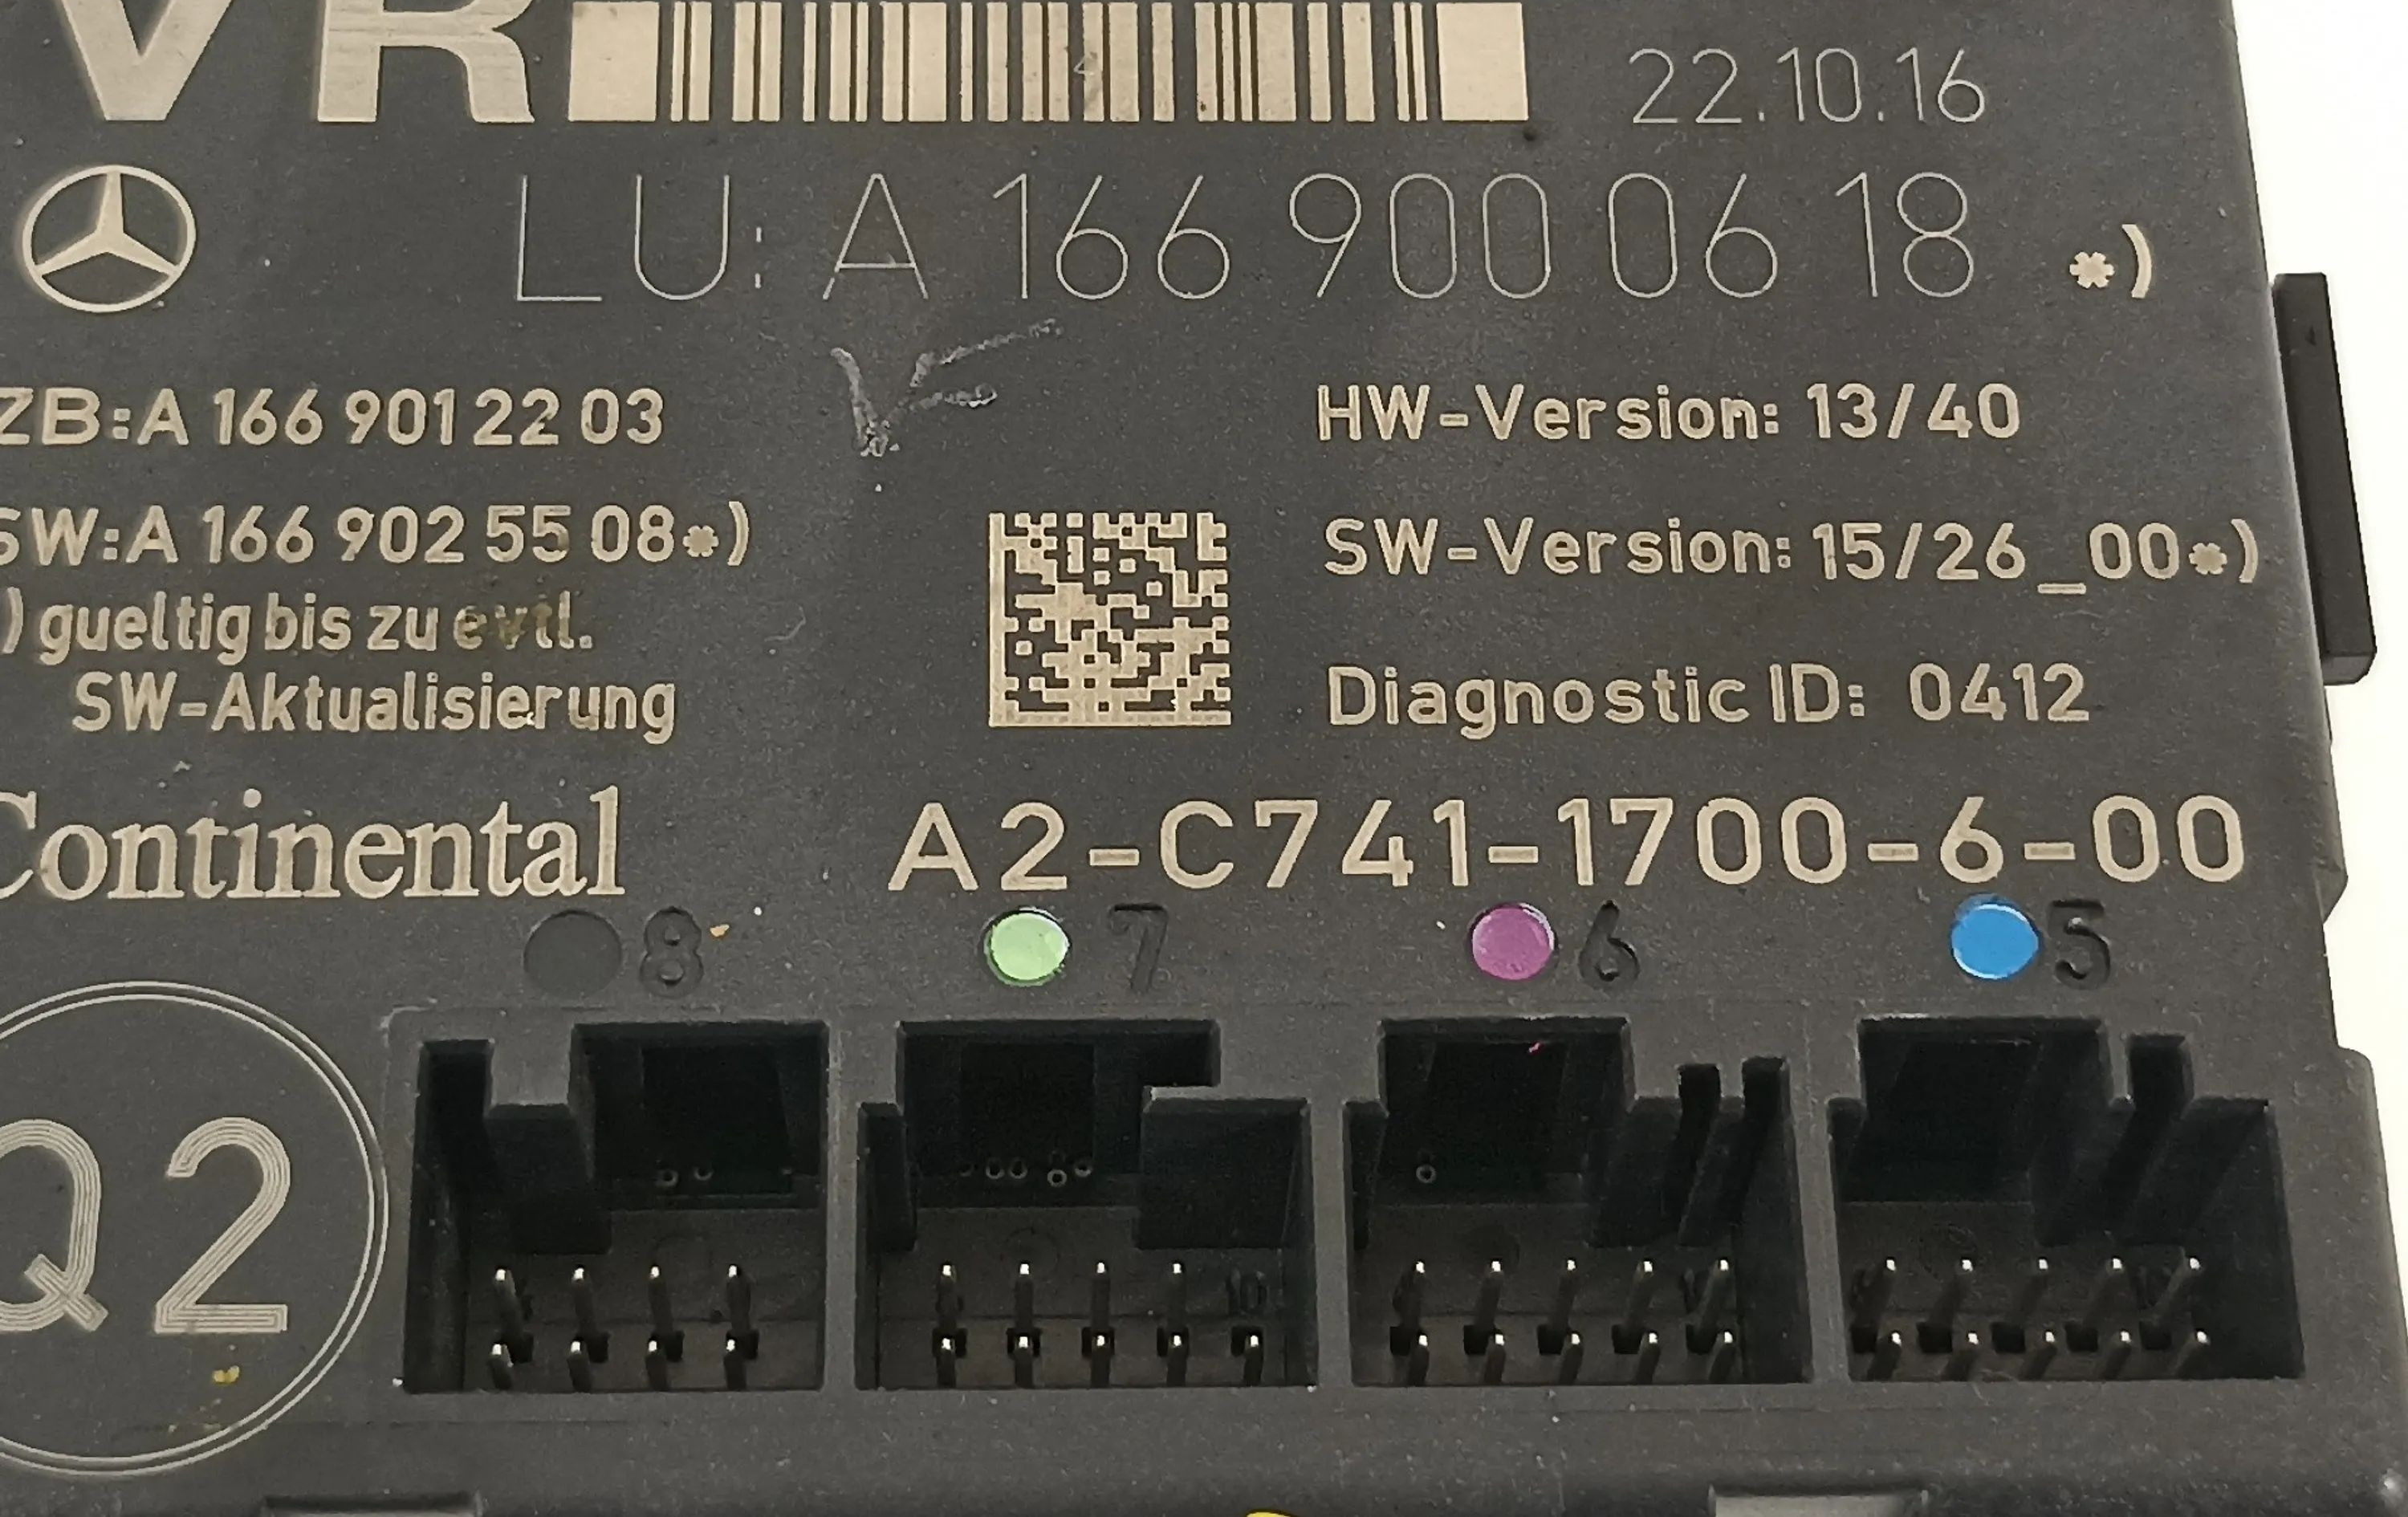 VR
22.10.16
LU: A 166 900 06 18 *)
ZB:A 166 901 22 03
HW-Version: 13/40
SW:A 166 902 55 08*)
SW-Version: 15/26_00*)
) gueltig bis zu evtl.
SW-Aktualisierung
Diagnostic ID: 0412
Continental
A2-C741-1700-6-00
8 7 6 5
Q2
10